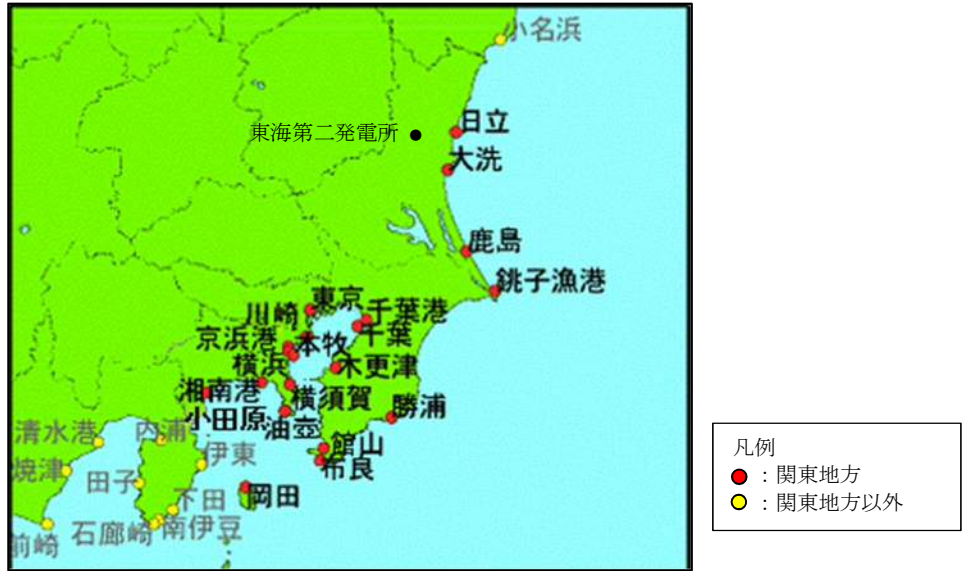 小名浜
東海第二発電所
日立
大洗
鹿島
銚子漁港
東京
川崎
千葉港
千葉
京浜港
本牧
横浜
木更津
湘南港
横須賀
小田原
油壺
勝浦
清水港
内浦
館山
布良
伊東
焼津
田子
岡田
下田
石廊崎
南伊豆
前崎
凡例
:関東地方
:関東地方以外